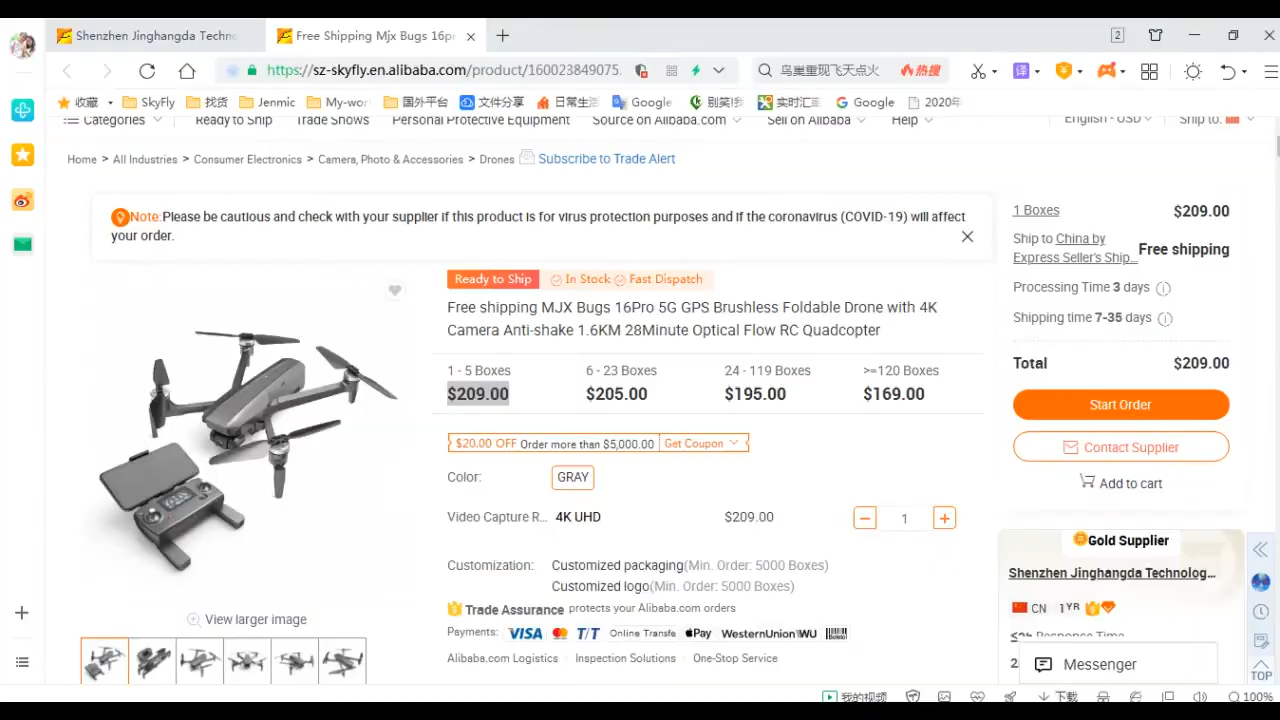 Shenzhen Jinghangda Techno
Free Shipping Mjx Bugs 16pr
2
https://sz-skyfly.en.alibaba.com/product/160023849075.
鸟巢重现飞天点火
热搜
译
收藏
SkyFly
找货
Jenmic
My-wor
国外平台
文件分享
日常生活
Google
别笑!我
实时汇
Google
2020年
Categories
Ready to Ship
Trade Shows
Personal Protective Equipment
Source on Alibaba.com
Sell on Alibaba
Help
English - USD
Ship to:
Home > All Industries > Consumer Electronics > Camera, Photo & Accessories > Drones
Subscribe to Trade Alert
Note:Please be cautious and check with your supplier if this product is for virus protection purposes and if the coronavirus (COVID-19) will affect
your order.
Ready to Ship
In Stock
Fast Dispatch
Free shipping MJX Bugs 16Pro 5G GPS Brushless Foldable Drone with 4K
Camera Anti-shake 1.6KM 28Minute Optical Flow RC Quadcopter
1 - 5 Boxes
6 - 23 Boxes
24 - 119 Boxes
>=120 Boxes
$209.00
$205.00
$195.00
$169.00
$20.00 OFF Order more than $5,000.00
Get Coupon
Color:
GRAY
Video Capture R...
4K UHD
$209.00
1
Customization:
Customized packaging(Min. Order: 5000 Boxes)
Customized logo(Min. Order: 5000 Boxes)
Trade Assurance protects your Alibaba.com orders
Payments:
VISA
T/T
Online Transfe
Pay
WesternUnion WU
Alibaba.com Logistics
Inspection Solutions
One-Stop Service
View larger image
1 Boxes
$209.00
Ship to China by
Express Seller's Ship...
Free shipping
Processing Time 3 days
Shipping time 7-35 days
Total
$209.00
Start Order
Contact Supplier
Add to cart
Gold Supplier
Shenzhen Jinghangda Technolog...
CN
1YR
Response Time
Messenger
TOP
我的视频
下载
100%